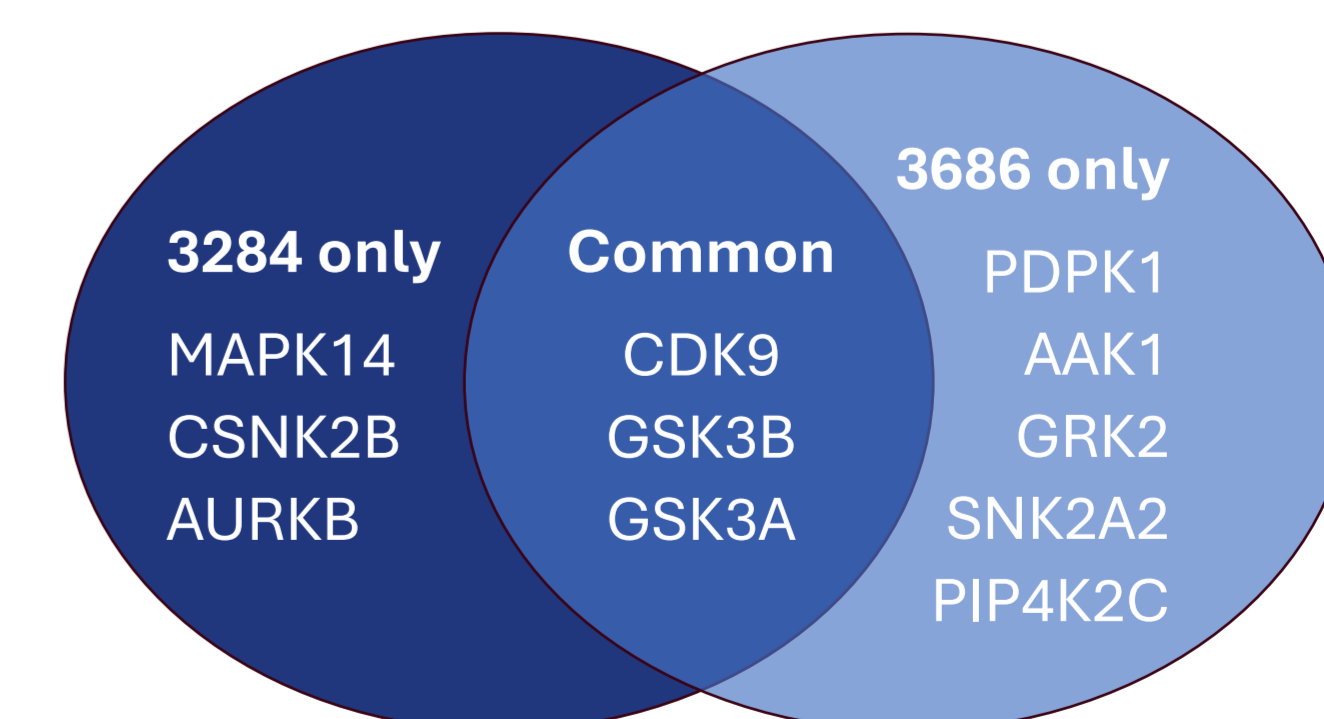 3284 only
MAPK14
CSNK2B
AURKB
Common
CDK9
GSK3B
GSK3A
3686 only
PDPK1
AAK1
GRK2
SNK2A2
PIP4K2C